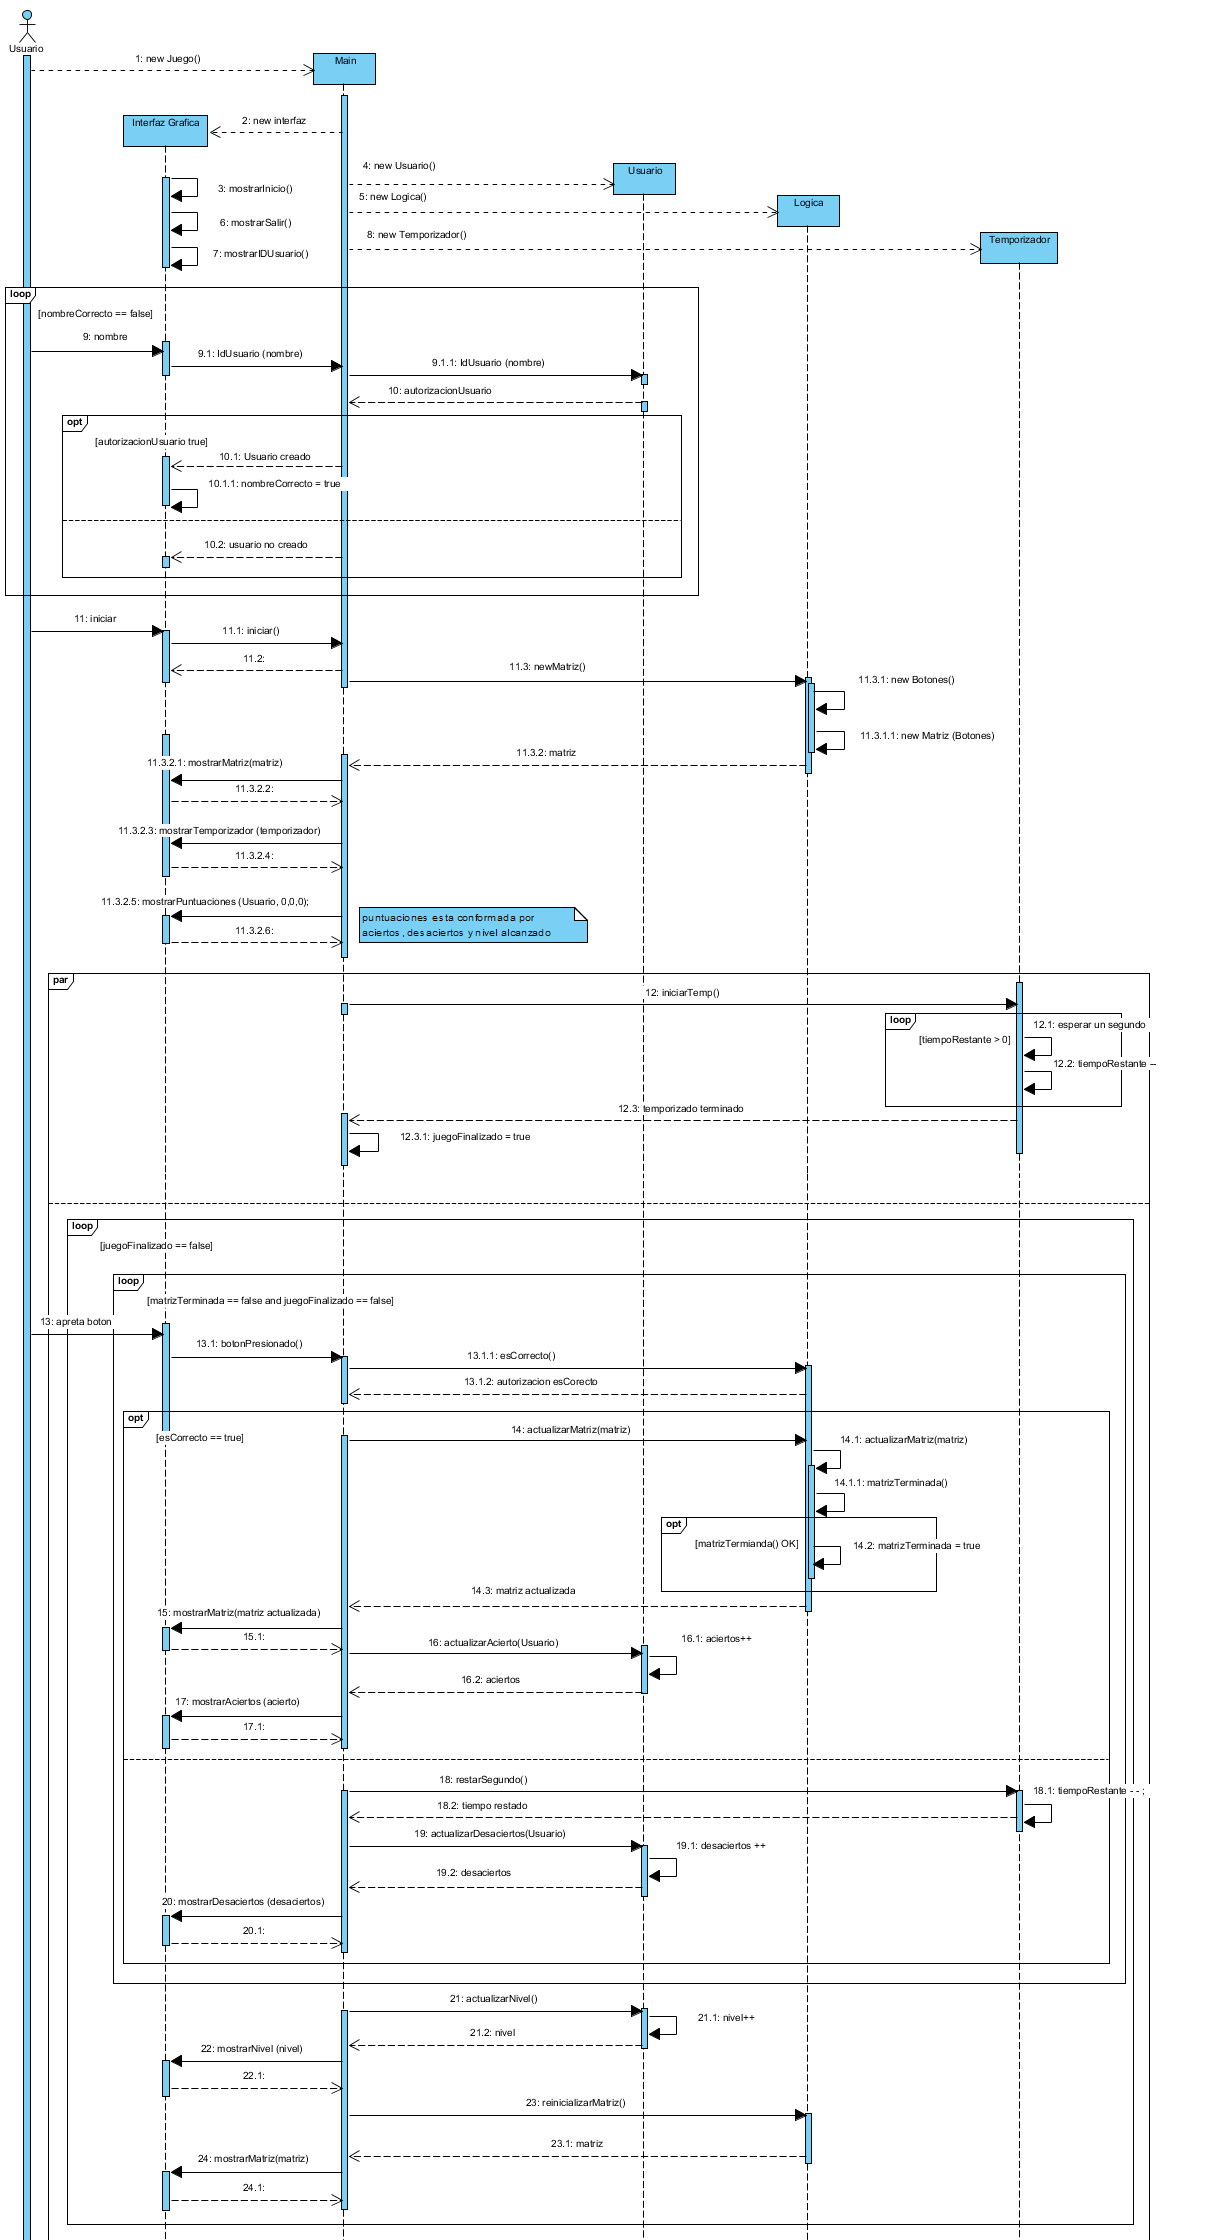 Usuario
1: new Juego()
Main
2: new interfaz
Interfaz Grafica
4: new Usuario()
Usuario
3: mostrarInicio()
5: new Logica()
Logica
6: mostrarSalir()
8: new Temporizador()
Temporizador
7: mostrarIDUsuario()
loop
[nombreCorrecto == false]
9: nombre
9.1: IdUsuario (nombre)
9.1.1: IdUsuario (nombre)
10: autorizacionUsuario
opt
[autorizacionUsuario true]
10.1: Usuario creado
10.1.1: nombreCorrecto = true
10.2: usuario no creado
11: iniciar
11.1: iniciar()
11.2:
11.3: newMatriz()
11.3.1: new Botones()
11.3.1.1: new Matriz (Botones)
11.3.2: matriz
11.3.2.1: mostrarMatriz(matriz)
11.3.2.2:
11.3.2.3: mostrarTemporizador (temporizador)
11.3.2.4:
11.3.2.5: mostrarPuntuaciones (Usuario, 0,0,0);
11.3.2.6:
puntuaciones esta conformada por
aciertos , desaciertos y nivel alcanzado
par
12: iniciarTemp()
loop
12.1: esperar un segundo
[tiempoRestante > 0]
12.2: tiempoRestante --
12.3: temporizado terminado
12.3.1: juegoFinalizado = true
loop
[juegoFinalizado == false]
loop
[matrizTerminada == false and juegoFinalizado == false]
13: apreta boton
13.1: botonPresionado()
13.1.1: esCorrecto()
13.1.2: autorizacion esCorecto
opt
[esCorrecto == true]
14: actualizarMatriz(matriz)
14.1: actualizarMatriz(matriz)
14.1.1: matrizTerminada()
opt
[matrizTermianda() OK]
14.2: matrizTerminada = true
14.3: matriz actualizada
15: mostrarMatriz(matriz actualizada)
15.1:
16: actualizarAcierto(Usuario)
16.1: aciertos++
16.2: aciertos
17: mostrarAciertos (acierto)
17.1:
18: restarSegundo()
18.1: tiempoRestante - - ;
18.2: tiempo restado
19: actualizarDesaciertos(Usuario)
19.1: desaciertos ++
19.2: desaciertos
20: mostrarDesaciertos (desaciertos)
20.1:
21: actualizarNivel()
21.1: nivel++
21.2: nivel
22: mostrarNivel (nivel)
22.1:
23: reinicializarMatriz()
23.1: matriz
24: mostrarMatriz(matriz)
24.1: